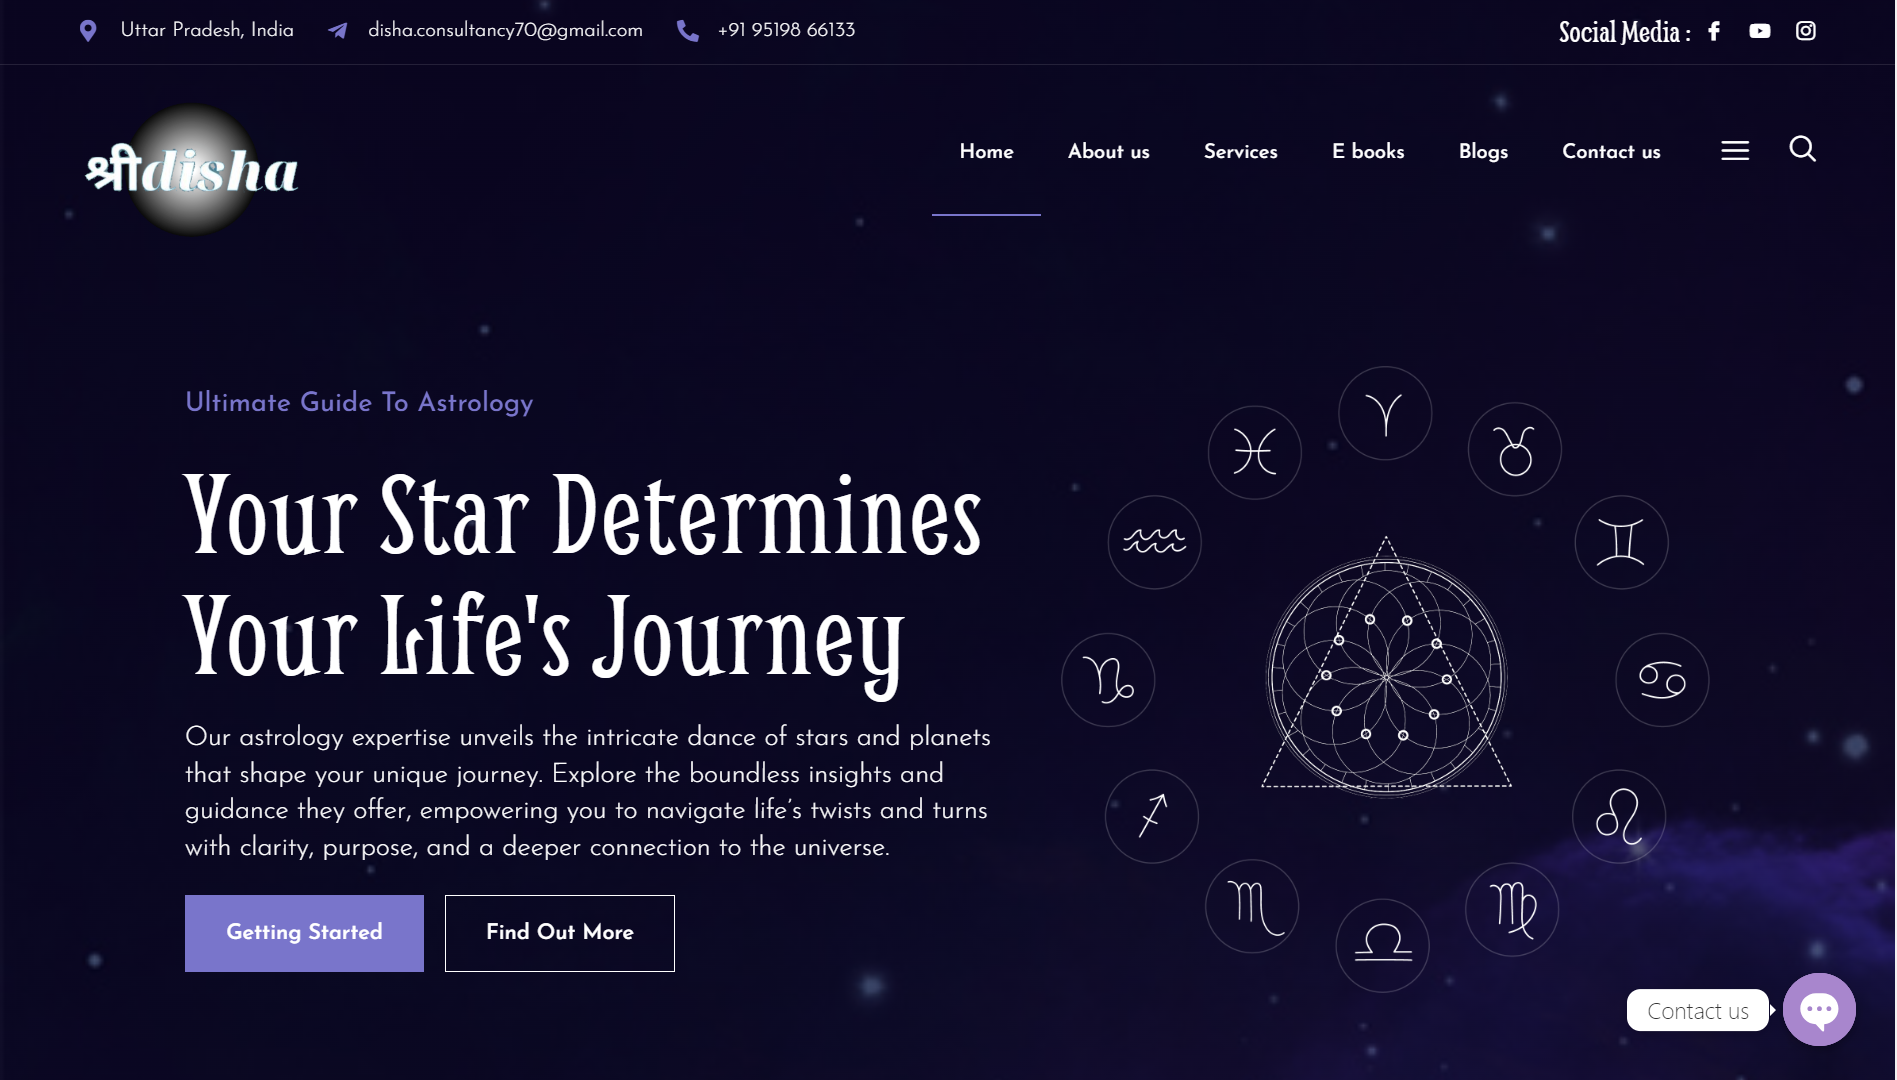 Uttar Pradesh, India
disha.consultancy70@gmail.com
+91 95198 66133
Social Media :
श्रीdisha
Home
About us
Services
E books
Blogs
Contact us
Ultimate Guide To Astrology
Your Star Determines
Your Life's Journey
Our astrology expertise unveils the intricate dance of stars and planets
that shape your unique journey. Explore the boundless insights and
guidance they offer, empowering you to navigate life’s twists and turns
with clarity, purpose, and a deeper connection to the universe.
Getting Started
Find Out More
Contact us